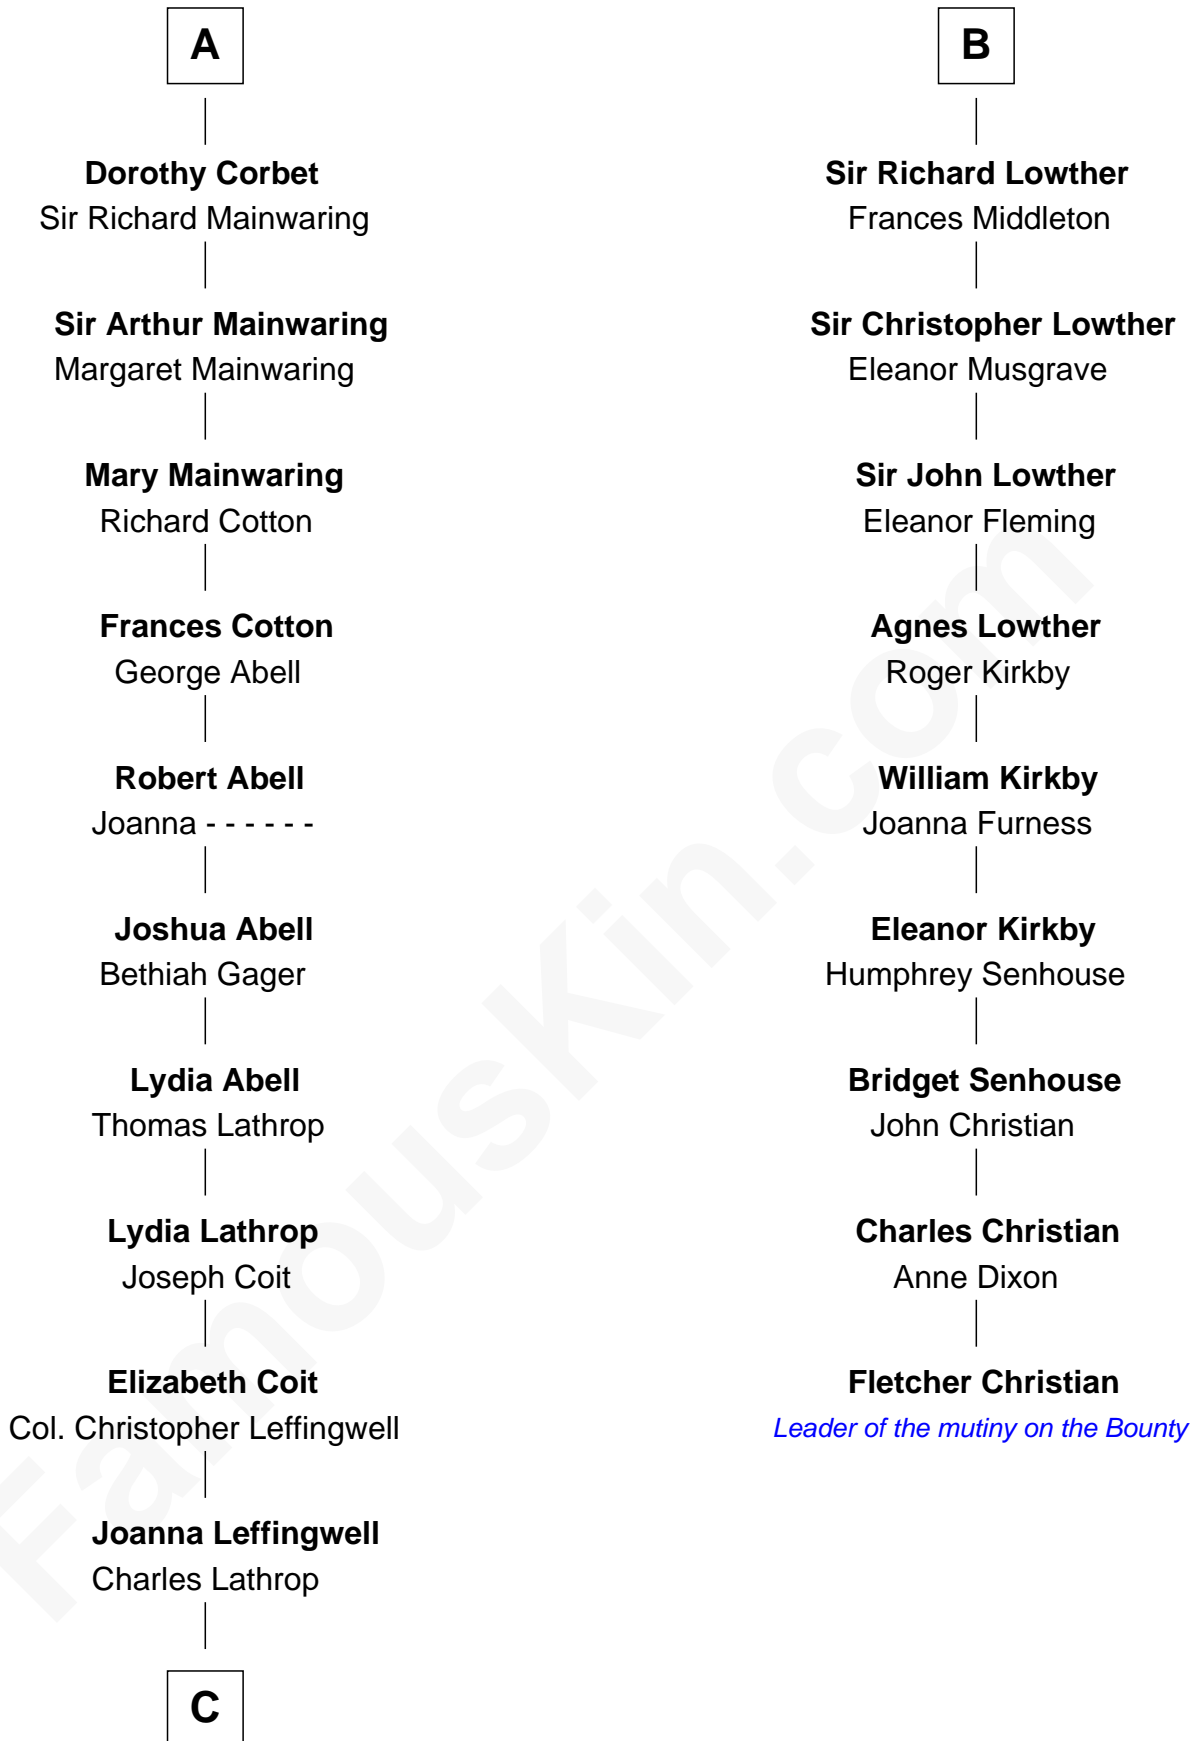 A
Dorothy Corbet
Sir Richard Mainwaring
Sir Arthur Mainwaring
Margaret Mainwaring
Mary Mainwaring
Richard Cotton
Frances Cotton
George Abell
Robert Abell
Joanna - - - - - -
Joshua Abell
Bethiah Gager
Lydia Abell
Thomas Lathrop
Lydia Lathrop
Joseph Coit
Elizabeth Coit
Col. Christopher Leffingwell
Joanna Leffingwell
Charles Lathrop
C
B
Sir Richard Lowther
Frances Middleton
Sir Christopher Lowther
Eleanor Musgrave
Sir John Lowther
Eleanor Fleming
Agnes Lowther
Roger Kirkby
William Kirkby
Joanna Furness
Eleanor Kirkby
Humphrey Senhouse
Bridget Senhouse
John Christian
Charles Christian
Anne Dixon
Fletcher Christian
Leader of the mutiny on the Bounty
FamousKin.com